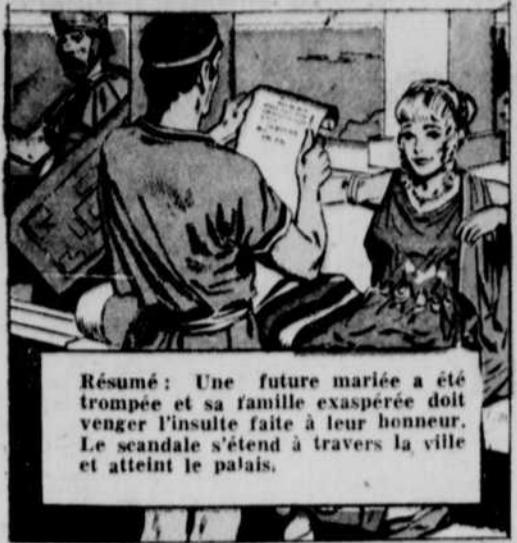 Résumé : Une future mariée a été
trompée et sa famille exaspérée doit
venger l'insulte faite à leur honneur.
Le scandale s'étend à travers la ville
et atteint le palais.